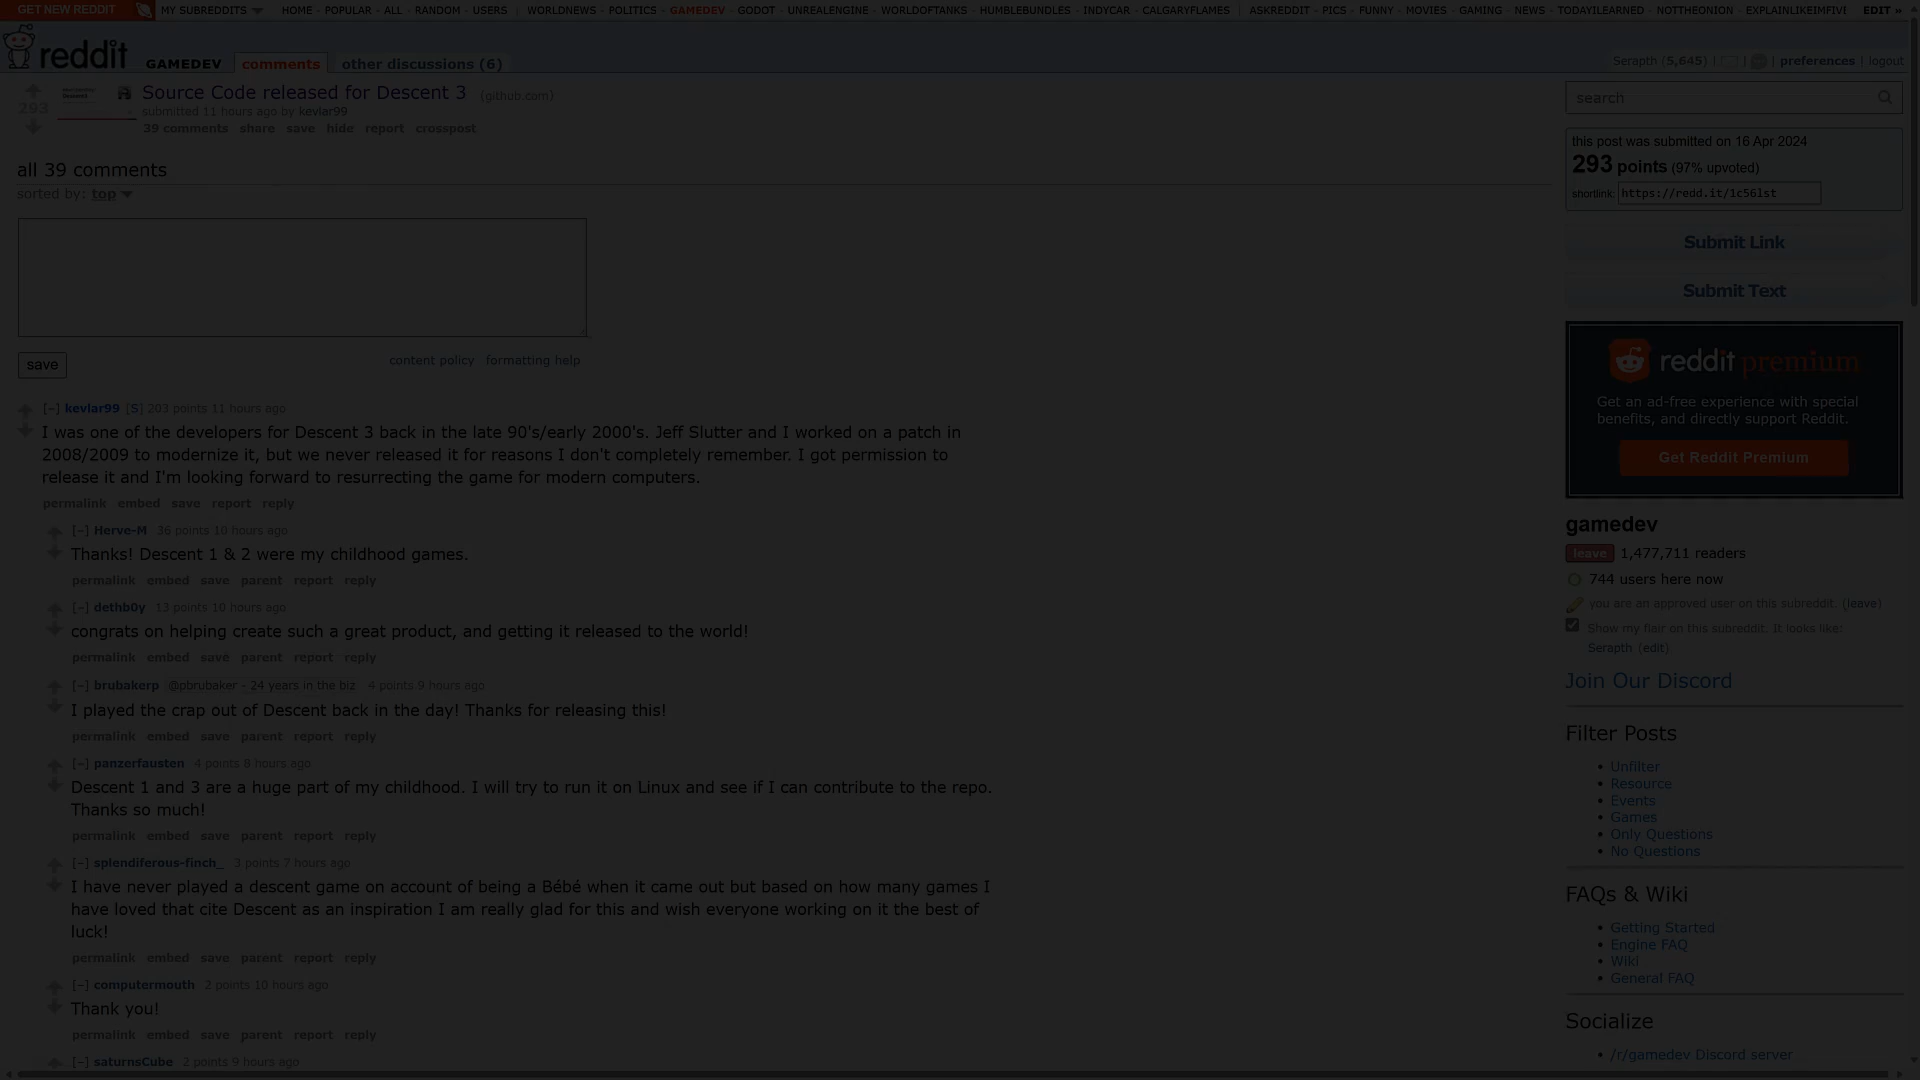 GET NEW REDDIT MY SUBREDDITS HOME - POPULAR - ALL - RANDOM - USERS | WORLDNEWS - POLITICS - GAMEDEV - GODOT - UNREALENGINE - WORLDOFTANKS - HUMBLEBUNDLES - INDYCAR - CALGARYFLAMES | ASKREDDIT - PICS - FUNNY - MOVIES - GAMING - NEWS - TODAYILEARNED - NOTTHEONION - EXPLAINLIKEIMFIVI EDIT »
reddit GAMEDEV comments other discussions (6)
Serapth (5,645) | | | preferences | logout
293
Source Code released for Descent 3 (github.com)
submitted 11 hours ago by kevlar99
39 comments share save hide report crosspost
all 39 comments
sorted by: top
save
content policy formatting help
[–] kevlar99 [S] 203 points 11 hours ago
I was one of the developers for Descent 3 back in the late 90's/early 2000's. Jeff Slutter and I worked on a patch in
2008/2009 to modernize it, but we never released it for reasons I don't completely remember. I got permission to
release it and I'm looking forward to resurrecting the game for modern computers.
permalink embed save report reply
[–] Herve-M 36 points 10 hours ago
Thanks! Descent 1 & 2 were my childhood games.
permalink embed save parent report reply
[–] dethb0y 13 points 10 hours ago
congrats on helping create such a great product, and getting it released to the world!
permalink embed save parent report reply
[–] brubakerp @pbrubaker - 24 years in the biz 4 points 9 hours ago
I played the crap out of Descent back in the day! Thanks for releasing this!
permalink embed save parent report reply
[–] panzerfausten 4 points 8 hours ago
Descent 1 and 3 are a huge part of my childhood. I will try to run it on Linux and see if I can contribute to the repo.
Thanks so much!
permalink embed save parent report reply
[–] splendiferous-finch_ 3 points 7 hours ago
I have never played a descent game on account of being a Bébé when it came out but based on how many games I
have loved that cite Descent as an inspiration I am really glad for this and wish everyone working on it the best of
luck!
permalink embed save parent report reply
[–] computermouth 2 points 10 hours ago
Thank you!
permalink embed save parent report reply
[–] saturnsCube 2 points 9 hours ago
search
this post was submitted on 16 Apr 2024
293 points (97% upvoted)
shortlink: https://redd.it/1c561st
Submit Link
Submit Text
reddit premium
Get an ad-free experience with special
benefits, and directly support Reddit.
Get Reddit Premium
gamedev
leave 1,477,711 readers
744 users here now
you are an approved user on this subreddit. (leave)
Show my flair on this subreddit. It looks like:
Serapth (edit)
Join Our Discord
Filter Posts
• Unfilter
• Resource
• Events
• Games
• Only Questions
• No Questions
FAQs & Wiki
• Getting Started
• Engine FAQ
• Wiki
• General FAQ
Socialize
• /r/gamedev Discord server